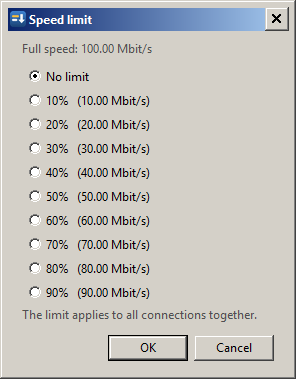 Speed limit
Full speed: 100.00 Mbit/s
No limit
10% (10.00 Mbit/s)
20% (20.00 Mbit/s)
30% (30.00 Mbit/s)
40% (40.00 Mbit/s)
50% (50.00 Mbit/s)
60% (60.00 Mbit/s)
70% (70.00 Mbit/s)
80% (80.00 Mbit/s)
90% (90.00 Mbit/s)
The limit applies to all connections together.
OK Cancel